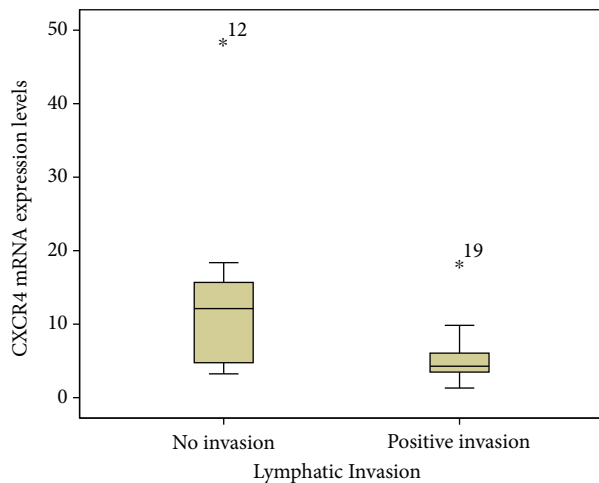 CXCR4 mRNA expression levels
50
40
30
20
10
0
*12
*19
No invasion
Positive invasion
Lymphatic Invasion